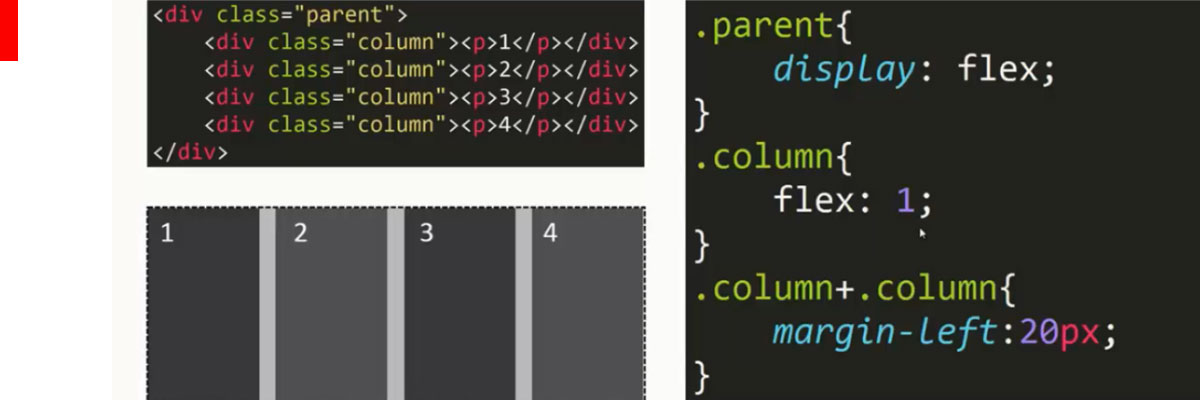 <div class="parent">
    <div class="column"><p>1</p></div>
    <div class="column"><p>2</p></div>
    <div class="column"><p>3</p></div>
    <div class="column"><p>4</p></div>
</div>
1 2 3 4
.parent{
    display: flex;
}
.column{
    flex: 1;
}
.column+.column{
    margin-left:20px;
}